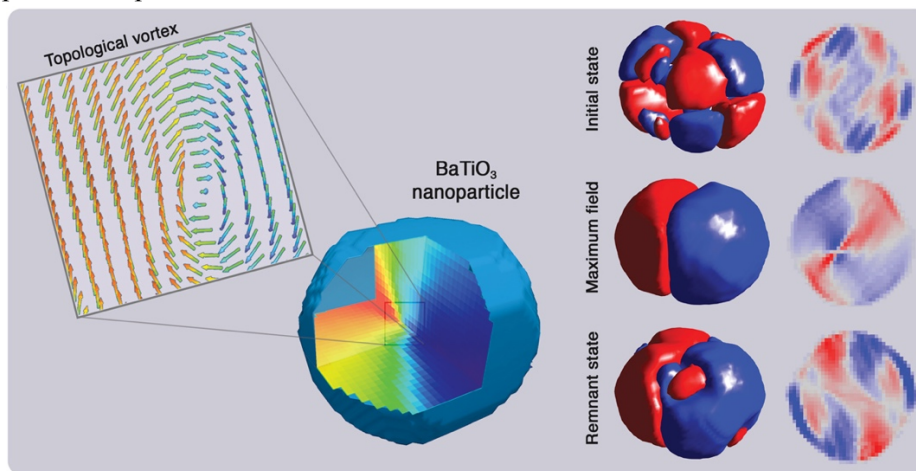 Topological vortex
BaTiO₃
nanoparticle
Initial state
Maximum field
Remnant state